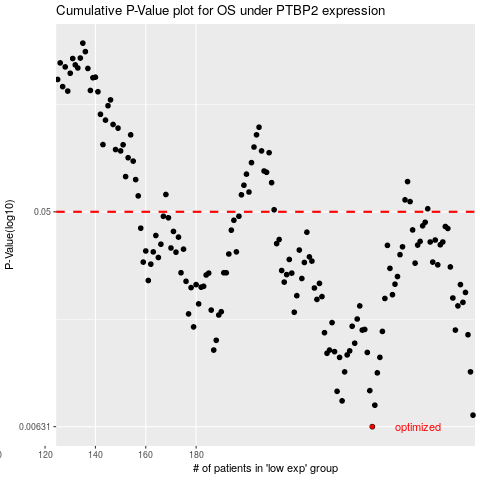 Cumulative P-Value plot for OS under PTBP2 expression
P-Value(log10)
0.05
0.00631
optimized
0 120 140 160 180
# of patients in 'low exp' group